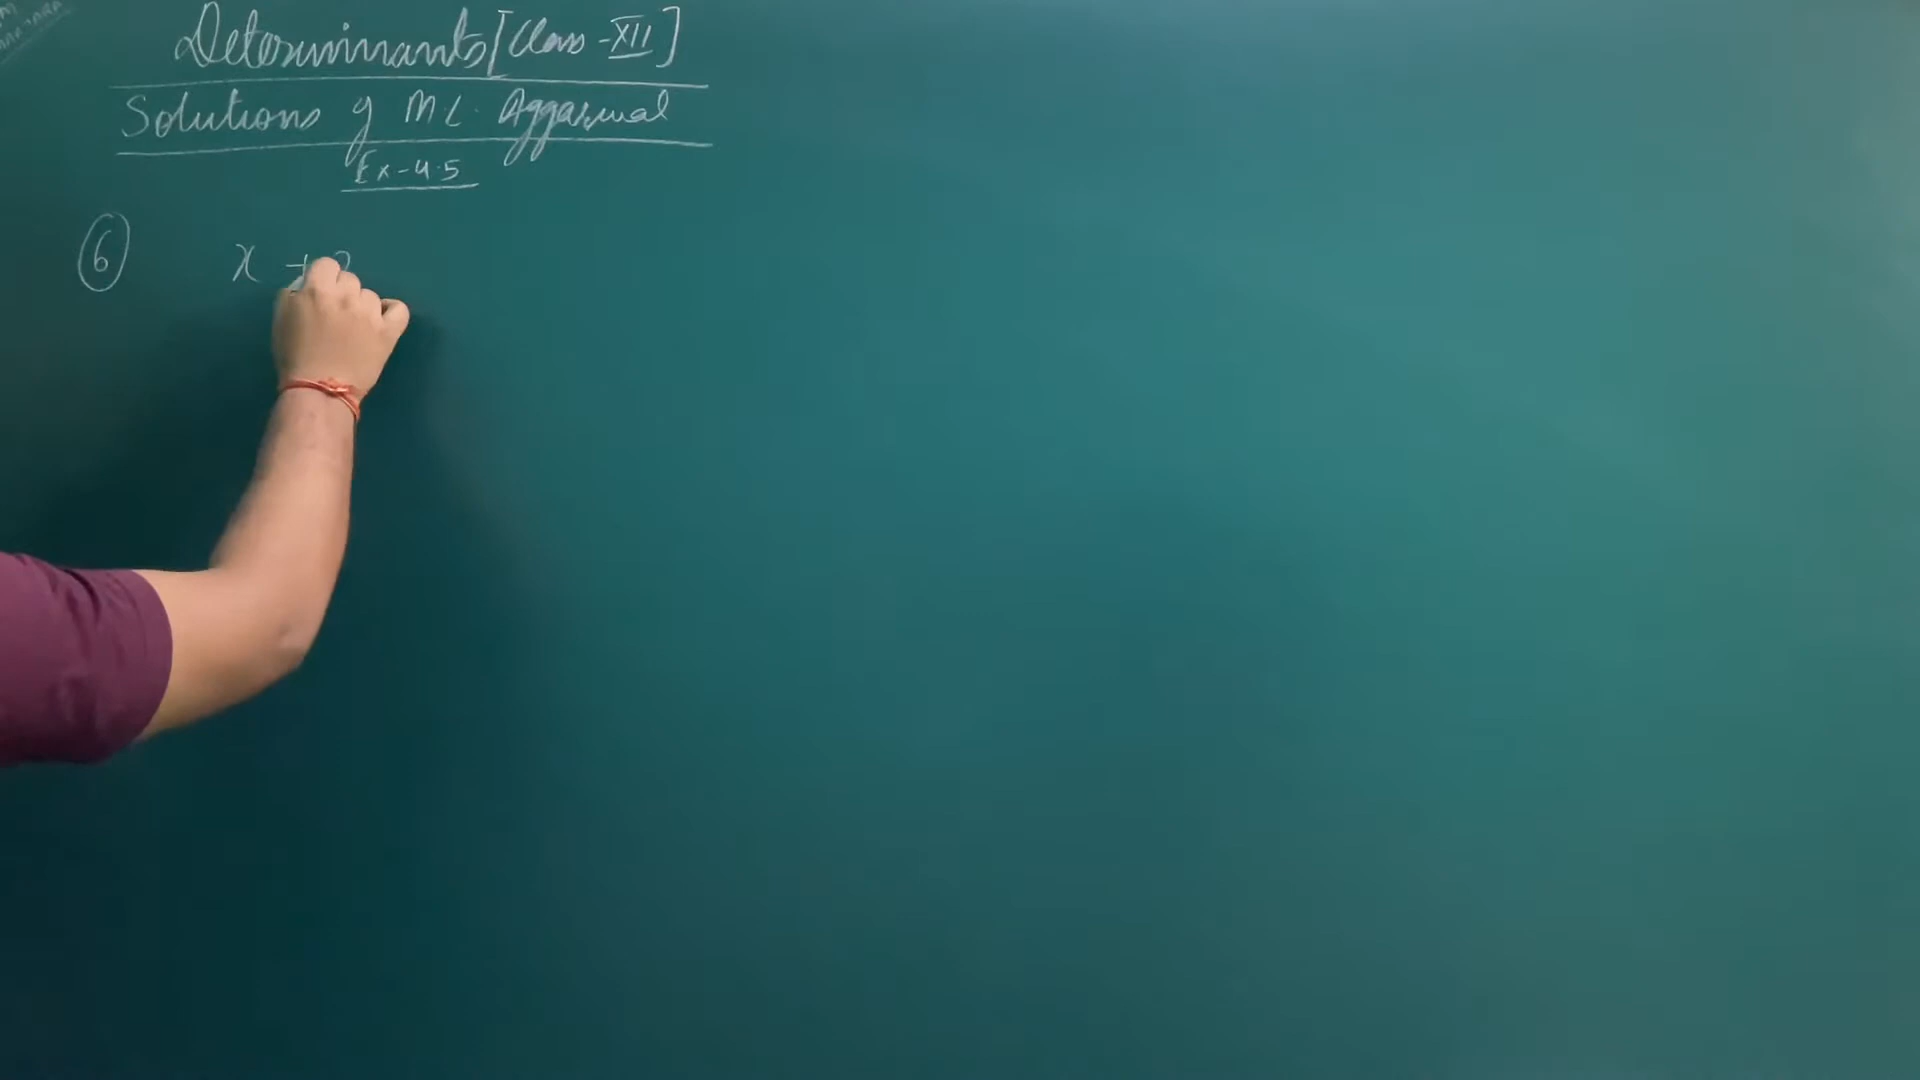 Determinants [Class - XII]
Solutions of ML Aggarwal
Ex - 4.5
6 x +